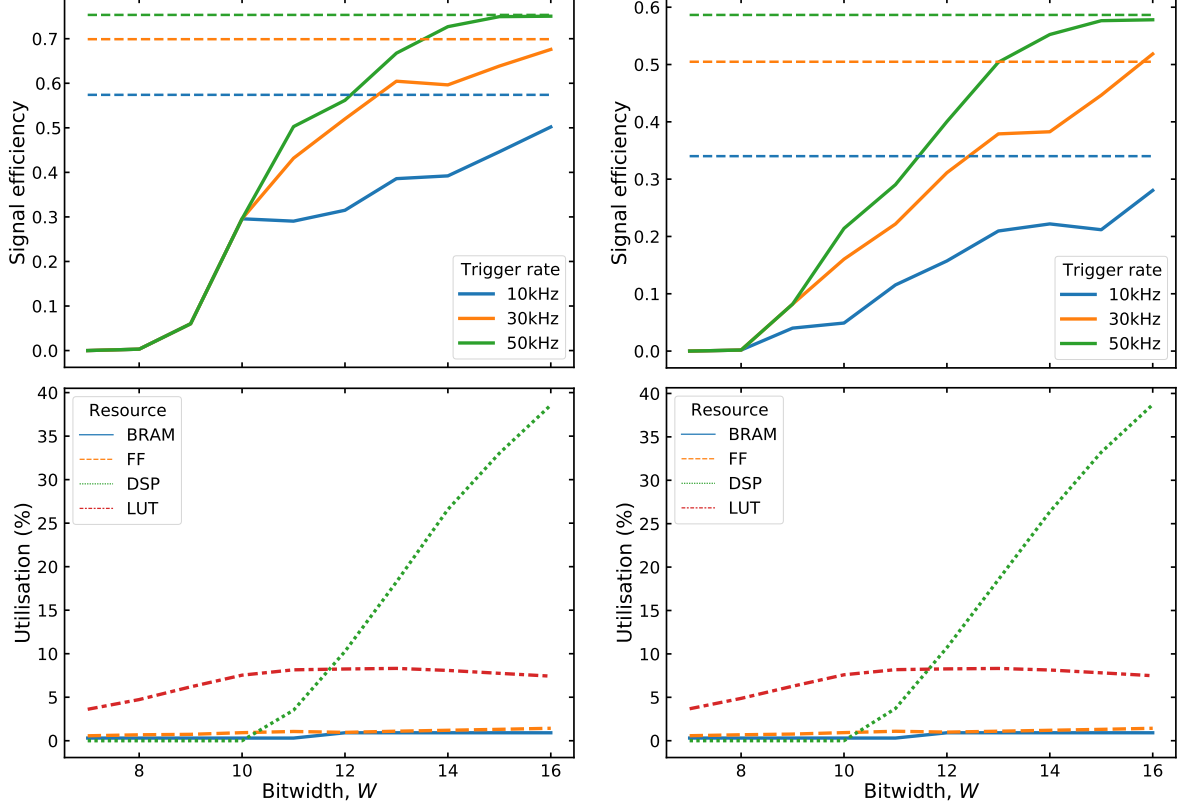 Signal efficiency
0.7
0.6
0.5
0.4
0.3
0.2
0.1
0.0
Trigger rate
10kHz
30kHz
50kHz
Signal efficiency
0.6
0.5
0.4
0.3
0.2
0.1
0.0
Trigger rate
10kHz
30kHz
50kHz
Utilisation (%)
40
35
30
25
20
15
10
5
0
Resource
BRAM
FF
DSP
LUT
8 10 12 14 16
Bitwidth, W
Utilisation (%)
40
35
30
25
20
15
10
5
0
Resource
BRAM
FF
DSP
LUT
8 10 12 14 16
Bitwidth, W